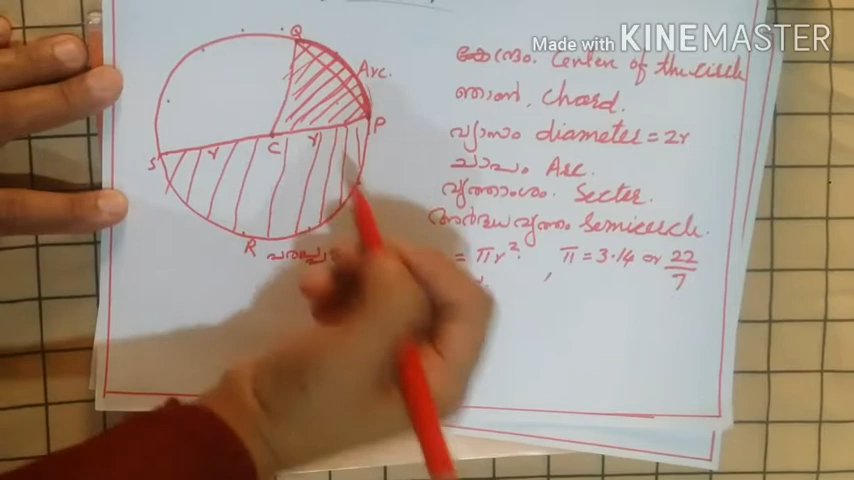 Made with KINEMASTER
Q
Arc.
P
S r C r
R
കേന്ദ്രം. Center of the circle
ഞാൺ. Chord.
വ്യാസം diameter = 2r
ചാപം Arc.
വൃത്താംശം. Secter.
അർദ്ധവൃത്തം Semicircle.
= πr². , π = 3.14 or 22/7